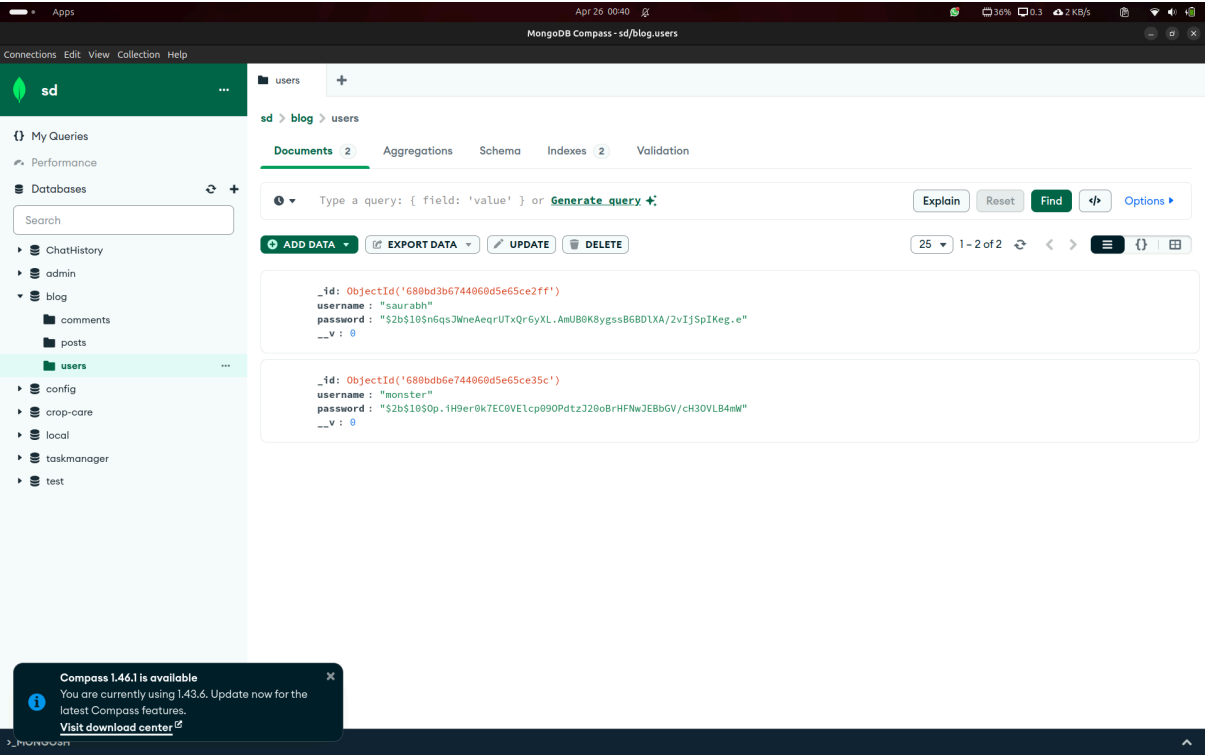 Apps
Apr 26 00:40
36% 0.3 2 KB/s
MongoDB Compass - sd/blog.users
Connections Edit View Collection Help
sd
users
sd > blog > users
{} My Queries
Performance
Databases
Search
ChatHistory
admin
blog
comments
posts
users
config
crop-care
local
taskmanager
test
Documents 2 Aggregations Schema Indexes 2 Validation
Type a query: { field: 'value' } or Generate query
Explain Reset Find </> Options
ADD DATA EXPORT DATA UPDATE DELETE
25 1 – 2 of 2 {}
_id: ObjectId('680bd3b6744060d5e65ce2ff')
username : "saurabh"
password : "$2b$10$n6qsJWneAeqrUTxQr6yXL.AmUB0K8ygssB6BDlXA/2vIjSpIKeg.e"
__v : 0
_id: ObjectId('680bdb6e744060d5e65ce35c')
username : "monster"
password : "$2b$10$Op.iH9er0k7EC0VElcp09OPdtzJ20oBrHFNwJEBbGV/cH3OVLB4mW"
__v : 0
Compass 1.46.1 is available
You are currently using 1.43.6. Update now for the
latest Compass features.
Visit download center
>_MONGOSH